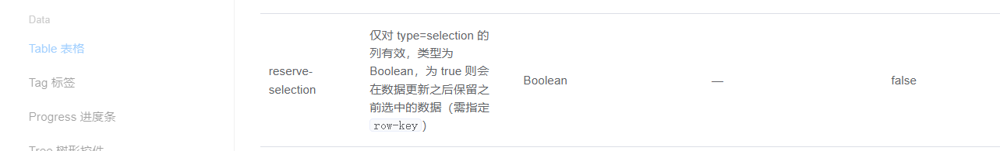 Data
Table 表格
Tag 标签
Progress 进度条
Tree 树形控件
reserve-
selection
仅对 type=selection 的
列有效，类型为
Boolean，为 true 则会
在数据更新之后保留之
前选中的数据（需指定
row-key）
Boolean
—
false